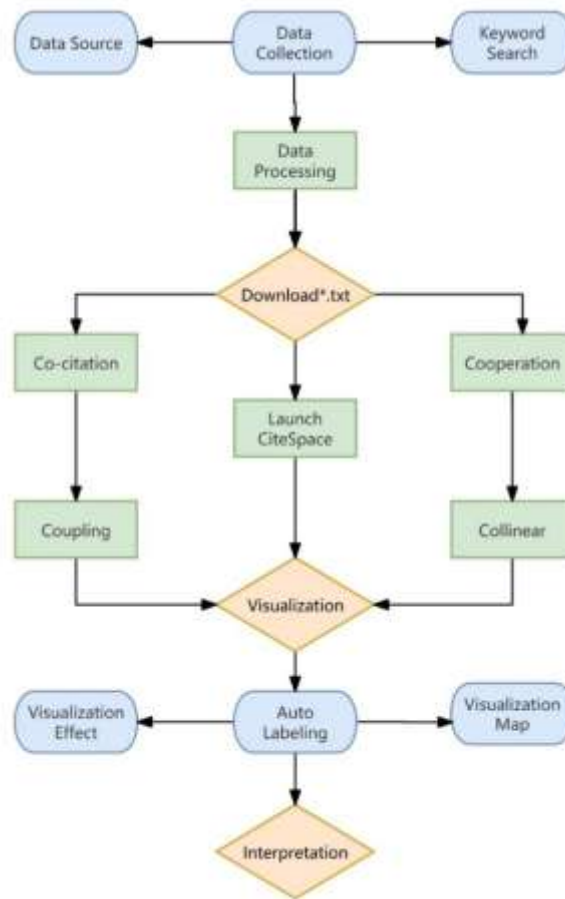 Data Source
Data
Collection
Keyword
Search
Data
Processing
Download*.txt
Co-citation
Cooperation
Launch
CiteSpace
Coupling
Collinear
Visualization
Visualization
Effect
Auto
Labeling
Visualization
Map
Interpretation